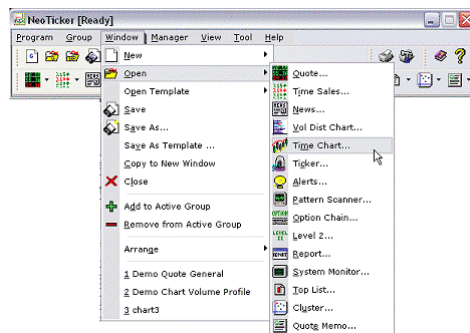 NeoTicker [Ready]
Program Group Window Manager View Tool Help
New
Open
Open Template
Save
Save As...
Save As Template ...
Copy to New Window
Close
Add to Active Group
Remove from Active Group
Arrange
1 Demo Quote General
2 Demo Chart Volume Profile
3 chart3
Quote...
Time Sales...
News...
Vol Dist Chart...
Time Chart...
Ticker...
Alerts...
Pattern Scanner...
Option Chain...
Level 2...
Report...
System Monitor...
Top List...
Cluster...
Quote Memo...